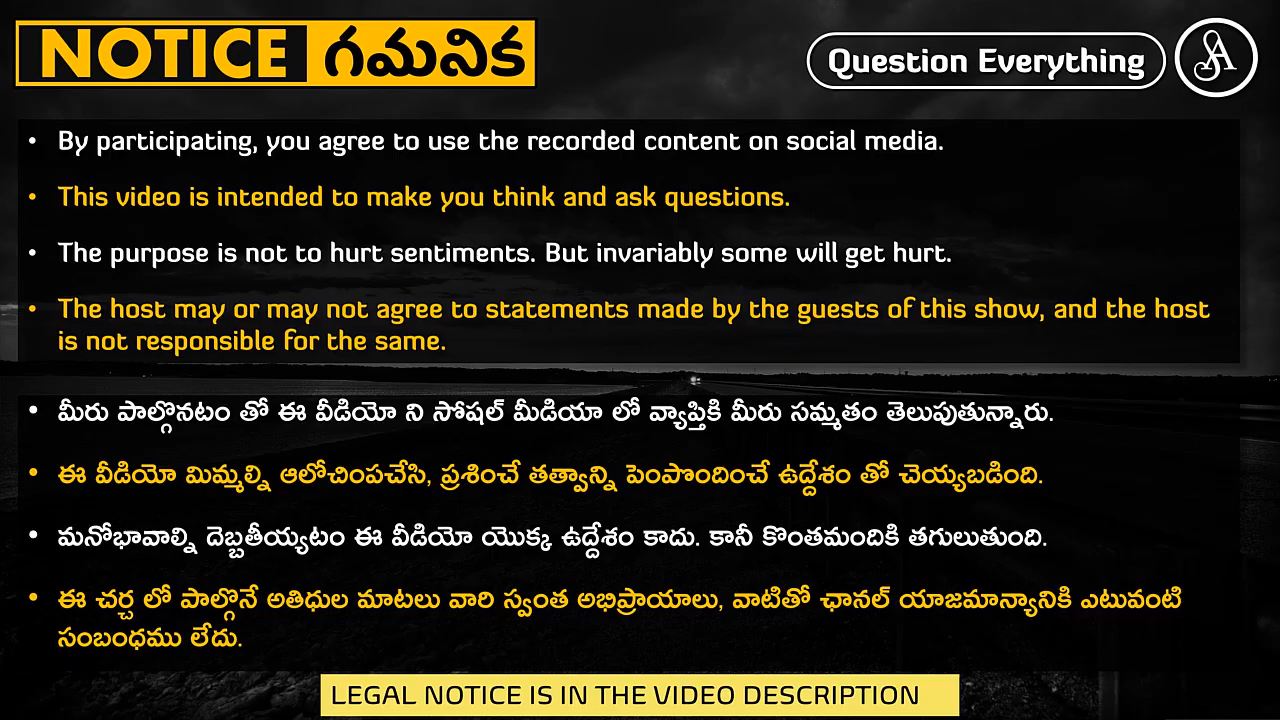 NOTICE గమనిక
Question Everything
• By participating, you agree to use the recorded content on social media.
• This video is intended to make you think and ask questions.
• The purpose is not to hurt sentiments. But invariably some will get hurt.
• The host may or may not agree to statements made by the guests of this show, and the host
is not responsible for the same.
• మీరు పాల్గొనటం తో ఈ వీడియో ని సోషల్ మీడియా లో వ్యాప్తికి మీరు సమ్మతం తెలుపుతున్నారు.
• ఈ వీడియో మిమ్మల్ని ఆలోచింపచేసి, ప్రశించే తత్వాన్ని పెంపొందించే ఉద్దేశం తో చెయ్యబడింది.
• మనోభావాల్ని దెబ్బతీయ్యటం ఈ వీడియో యొక్క ఉద్దేశం కాదు. కానీ కొంతమందికి తగులుతుంది.
• ఈ చర్చ లో పాల్గొనే అతిధుల మాటలు వారి స్వంత అభిప్రాయాలు, వాటితో ఛానల్ యాజమాన్యానికి ఎటువంటి
సంబంధము లేదు.
LEGAL NOTICE IS IN THE VIDEO DESCRIPTION